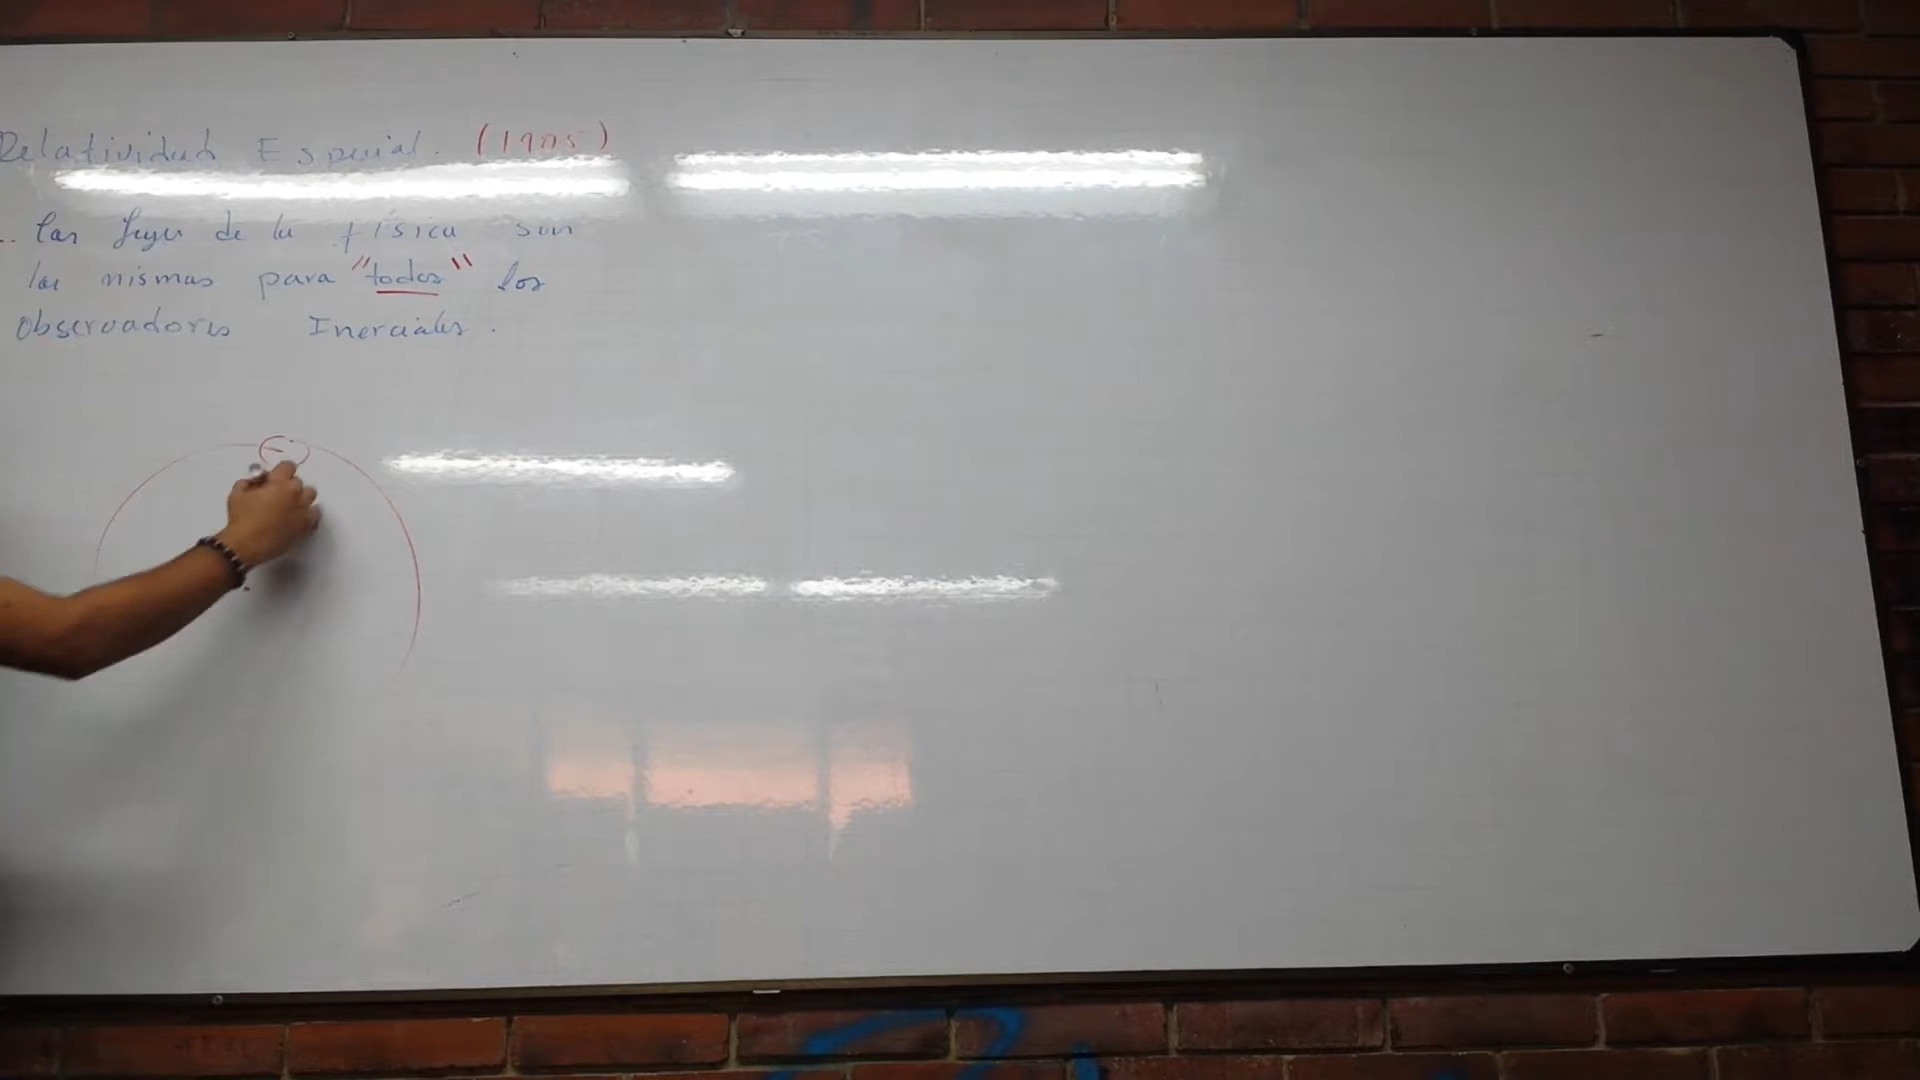 Relatividad Especial. (1905)
Las leyes de la física son
las mismas para "todos" los
Observadores Inerciales.